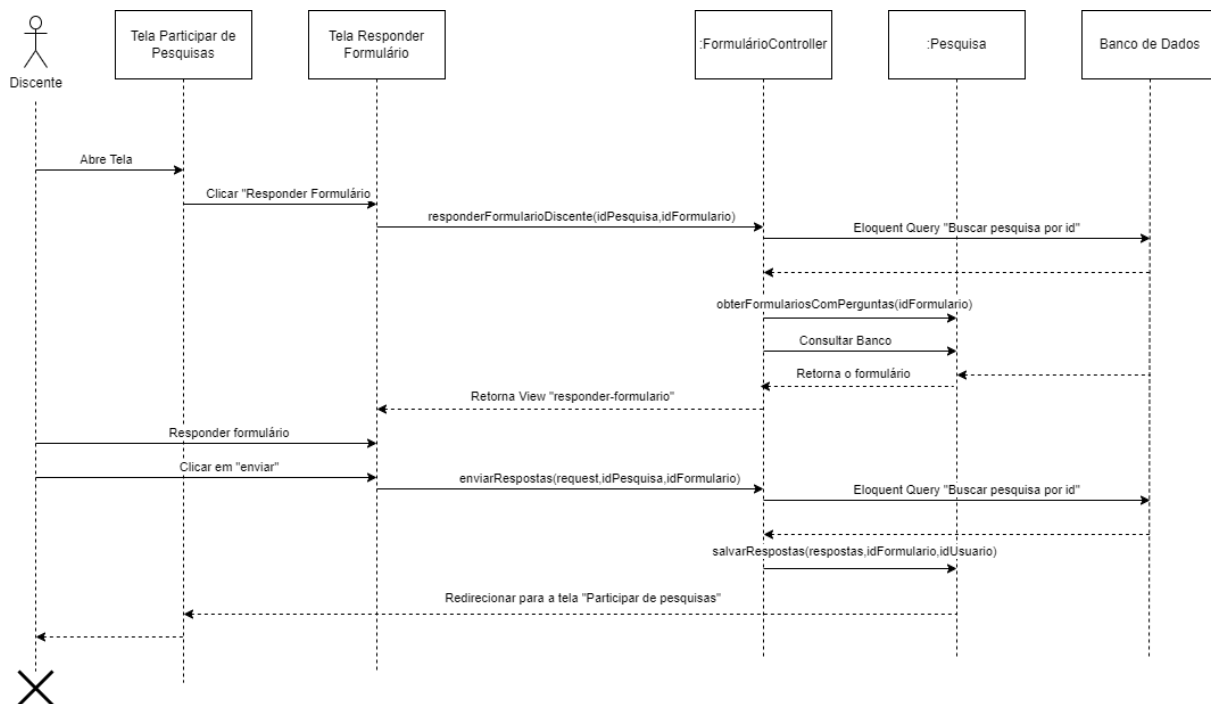 Discente
Tela Participar de
Pesquisas
Tela Responder
Formulário
:FormulárioController
:Pesquisa
Banco de Dados
Abre Tela
Clicar "Responder Formulário
responderFormularioDiscente(idPesquisa,idFormulario)
Eloquent Query "Buscar pesquisa por id"
obterFormulariosComPerguntas(idFormulario)
Consultar Banco
Retorna o formulário
Retorna View "responder-formulario"
Responder formulário
Clicar em "enviar"
enviarRespostas(request,idPesquisa,idFormulario)
Eloquent Query "Buscar pesquisa por id"
salvarRespostas(respostas,idFormulario,idUsuario)
Redirecionar para a tela "Participar de pesquisas"